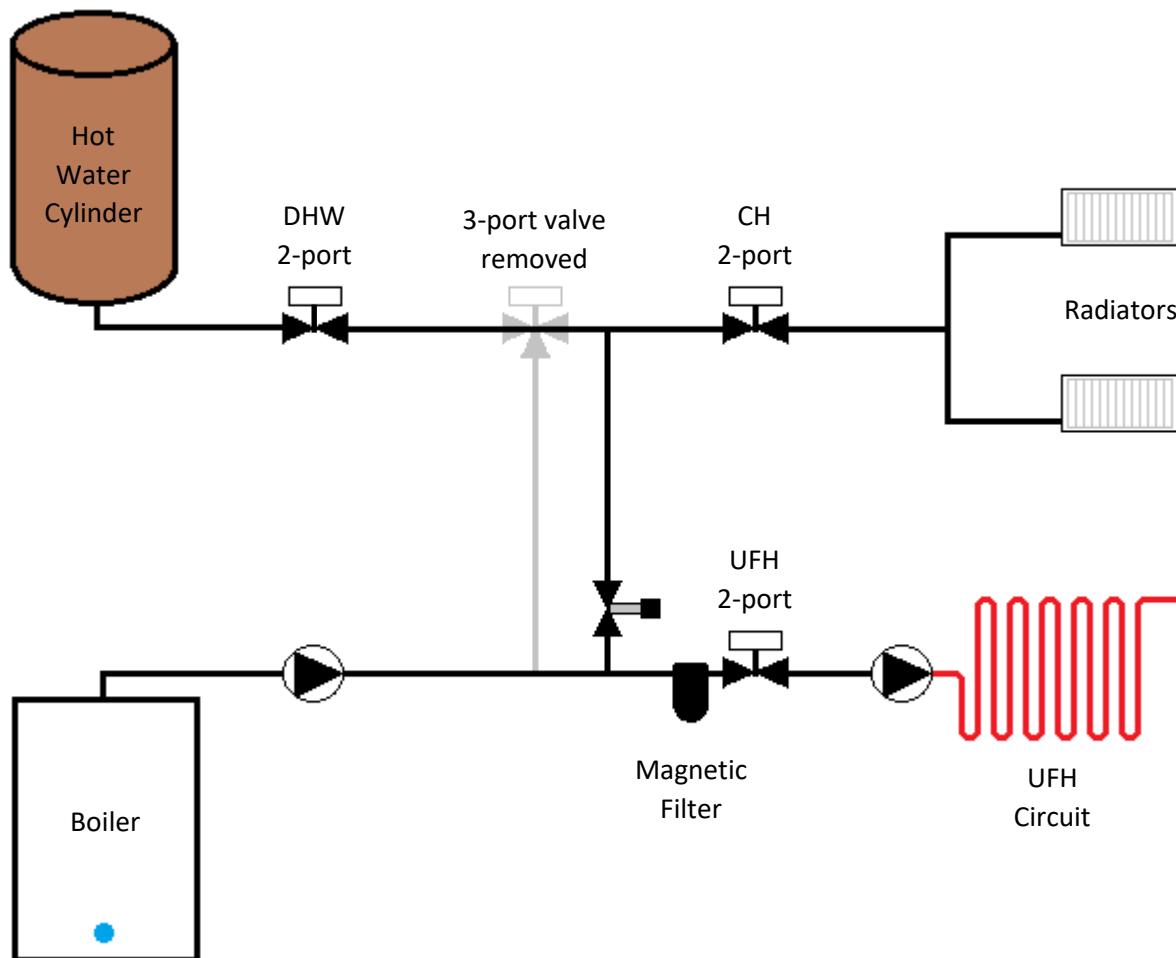 Hot
Water
Cylinder
DHW
2-port
3-port valve
removed
CH
2-port
Radiators
UFH
2-port
Magnetic
Filter
UFH
Circuit
Boiler